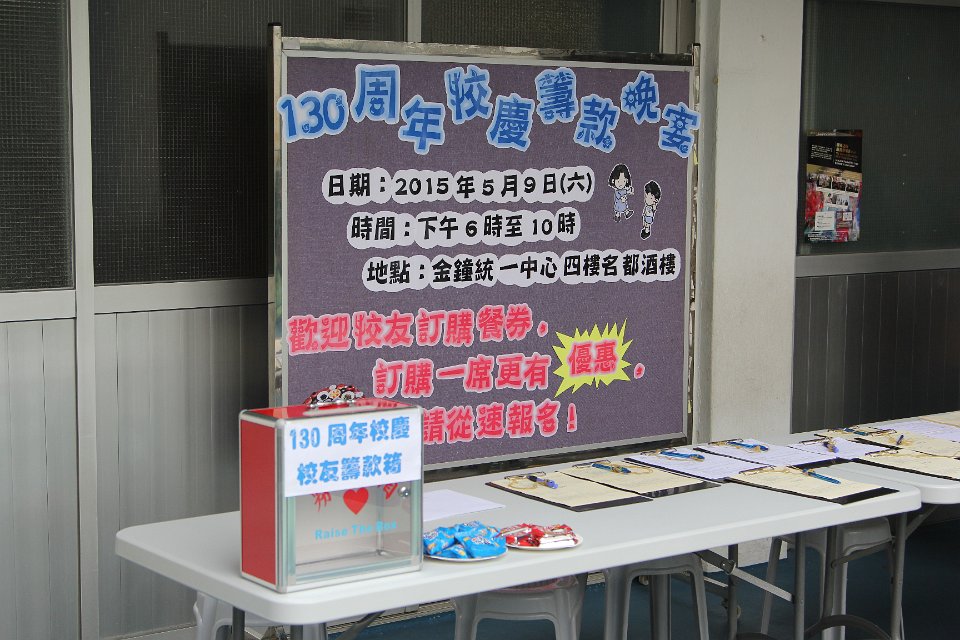 130周年校慶籌款晚宴
日期：2015年5月9日(六)
時間：下午6時至10時
地點：金鐘統一中心四樓名都酒樓
歡迎校友訂購餐券，
訂購一席更有優惠，
請從速報名！
130周年校慶
校友籌款箱
Raise The Box